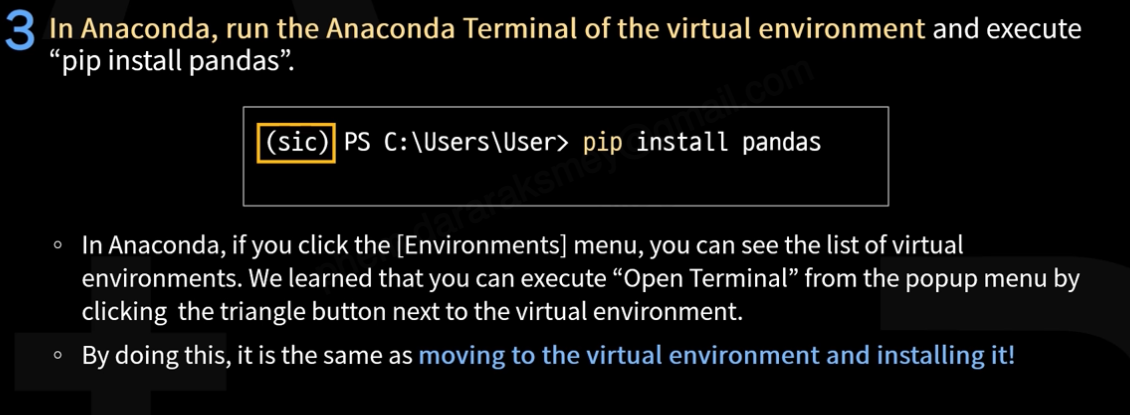 3 In Anaconda, run the Anaconda Terminal of the virtual environment and execute
“pip install pandas”.
(sic) PS C:\Users\User> pip install pandas
◦ In Anaconda, if you click the [Environments] menu, you can see the list of virtual
environments. We learned that you can execute “Open Terminal” from the popup menu by
clicking the triangle button next to the virtual environment.
◦ By doing this, it is the same as moving to the virtual environment and installing it!